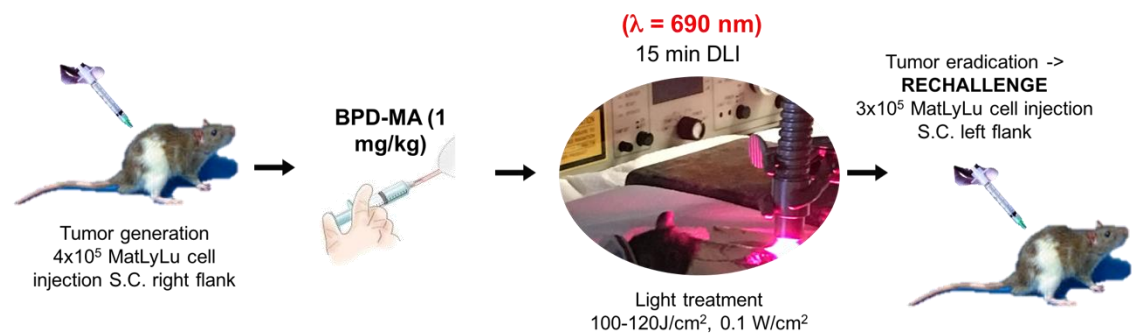 Tumor generation
4x10⁵ MatLyLu cell
injection S.C. right flank
BPD-MA (1
mg/kg)
(λ = 690 nm)
15 min DLI
Light treatment
100-120J/cm², 0.1 W/cm²
Tumor eradication ->
RECHALLENGE
3x10⁵ MatLyLu cell injection
S.C. left flank